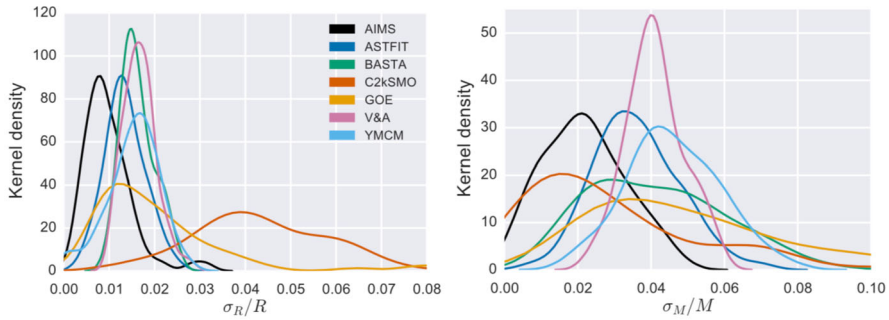 120
100
80
60
40
20
0
Kernel density
0.00 0.01 0.02 0.03 0.04 0.05 0.06 0.07 0.08
σ_R/R
AIMS
ASTFIT
BASTA
C2kSMO
GOE
V&A
YMCM
50
40
30
20
10
0
Kernel density
0.00 0.02 0.04 0.06 0.08 0.10
σ_M/M